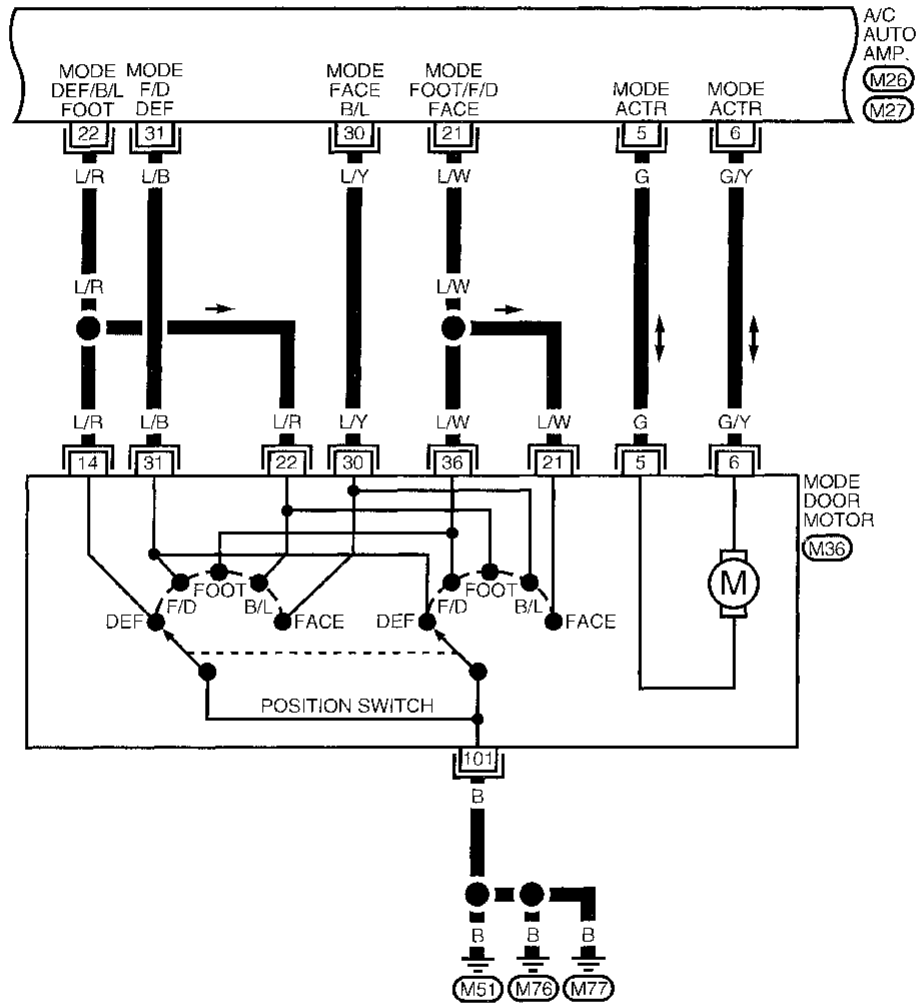 A/C
AUTO
AMP.
M26
M27
MODE
DEF/B/L
FOOT
MODE
F/D
DEF
MODE
FACE
B/L
MODE
FOOT/F/D
FACE
MODE
ACTR
MODE
ACTR
22 31 30 21 5 6
L/R L/B L/Y L/W G G/Y
L/R L/W
L/R L/B L/R L/Y L/W L/W G G/Y
14 31 22 30 36 21 5 6
MODE
DOOR
MOTOR
M36
M
F/D FOOT B/L
DEF FACE
F/D FOOT B/L
DEF FACE
POSITION SWITCH
101
B
B B B
M51 M76 M77